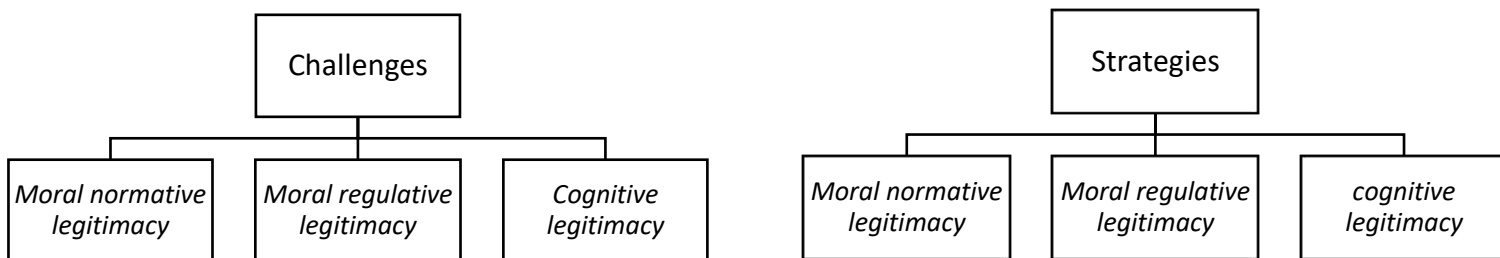 Challenges
Moral normative
legitimacy
Moral regulative
legitimacy
Cognitive
legitimacy
Strategies
Moral normative
legitimacy
Moral regulative
legitimacy
cognitive
legitimacy